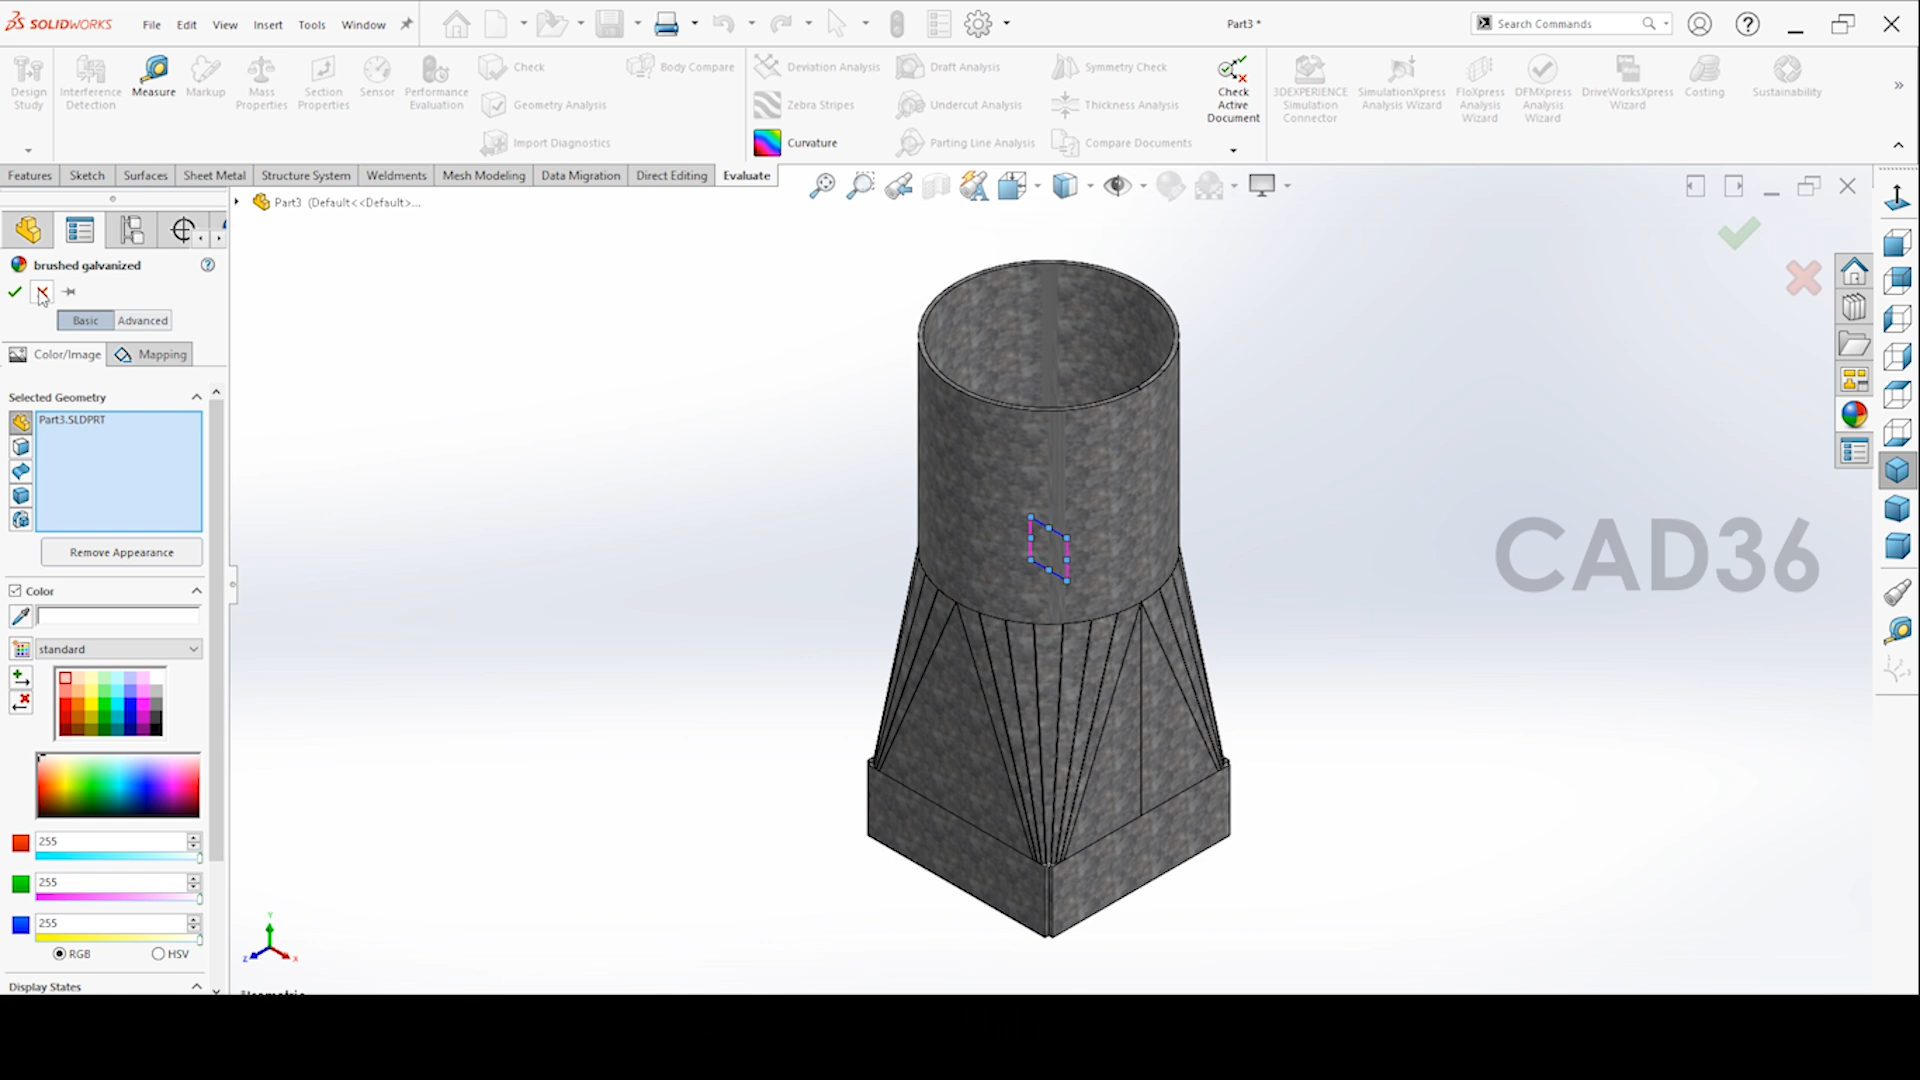 SOLIDWORKS
File Edit View Insert Tools Window
Part3 *
Search Commands
Design Study
Interference Detection
Measure
Markup
Mass Properties
Section Properties
Sensor
Performance Evaluation
Check
Geometry Analysis
Import Diagnostics
Body Compare
Deviation Analysis
Zebra Stripes
Curvature
Draft Analysis
Undercut Analysis
Parting Line Analysis
Symmetry Check
Thickness Analysis
Compare Documents
Check Active Document
3DEXPERIENCE Simulation Connector
SimulationXpress Analysis Wizard
FloXpress Analysis Wizard
DFMXpress Analysis Wizard
DriveWorksXpress Wizard
Costing
Sustainability
Features Sketch Surfaces Sheet Metal Structure System Weldments Mesh Modeling Data Migration Direct Editing Evaluate
Part3 (Default<<Default>...
brushed galvanized
Basic Advanced
Color/Image Mapping
Selected Geometry
Part3.SLDPRT
Remove Appearance
Color
standard
255
255
255
RGB HSV
Display States
Y
Z X
CAD36